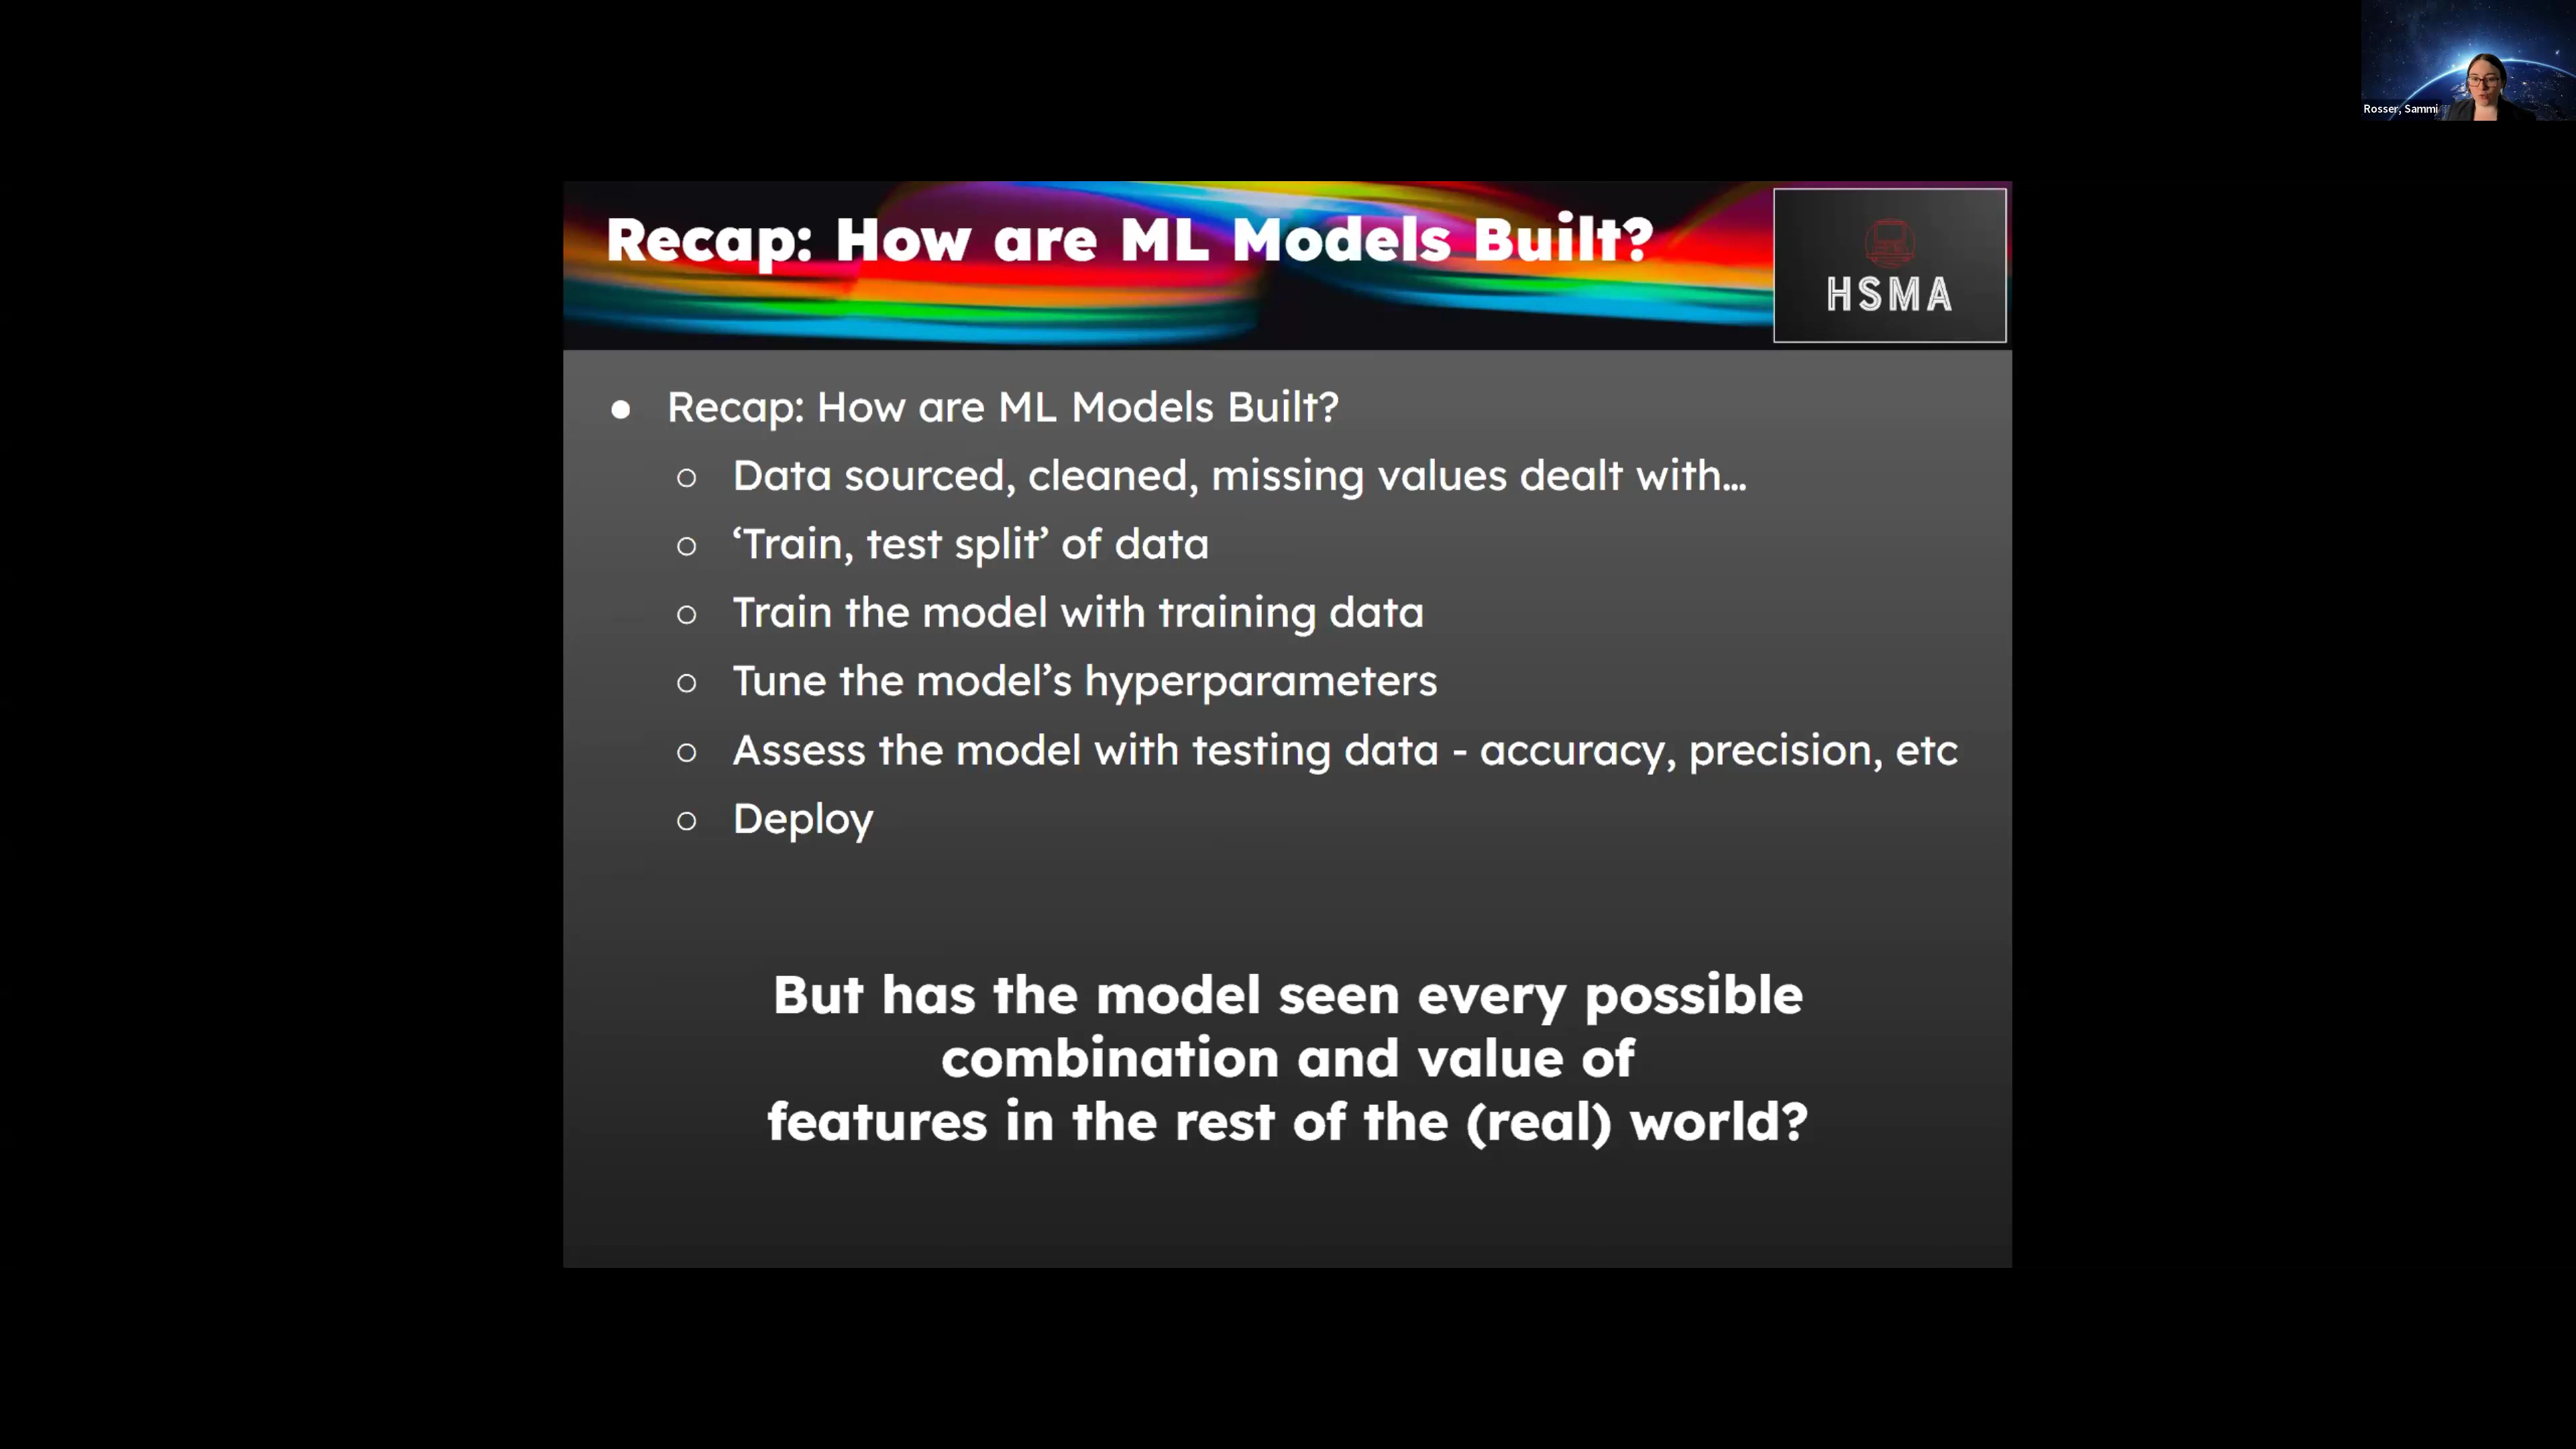 Rosser, Sammi
Recap: How are ML Models Built?
HSMA
● Recap: How are ML Models Built?
○ Data sourced, cleaned, missing values dealt with…
○ ‘Train, test split’ of data
○ Train the model with training data
○ Tune the model’s hyperparameters
○ Assess the model with testing data - accuracy, precision, etc
○ Deploy
But has the model seen every possible
combination and value of
features in the rest of the (real) world?